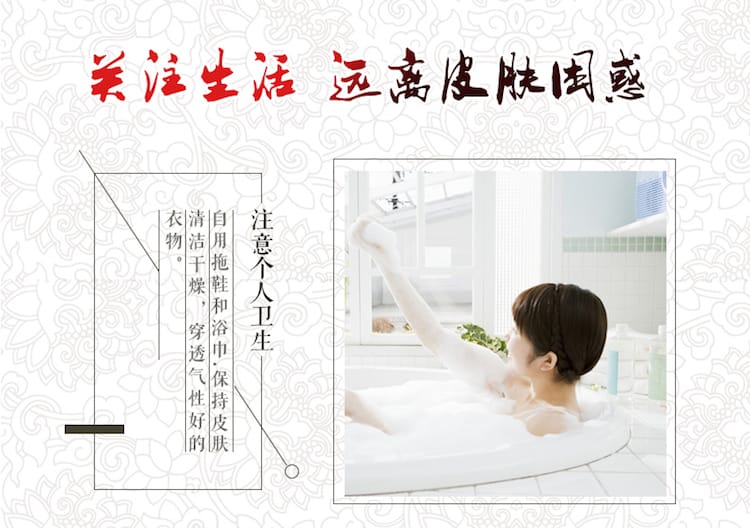 关注生活 远离皮肤困惑
注意个人卫生
自用拖鞋和浴巾·保持皮肤
清洁干燥，穿透气性好的
衣物。